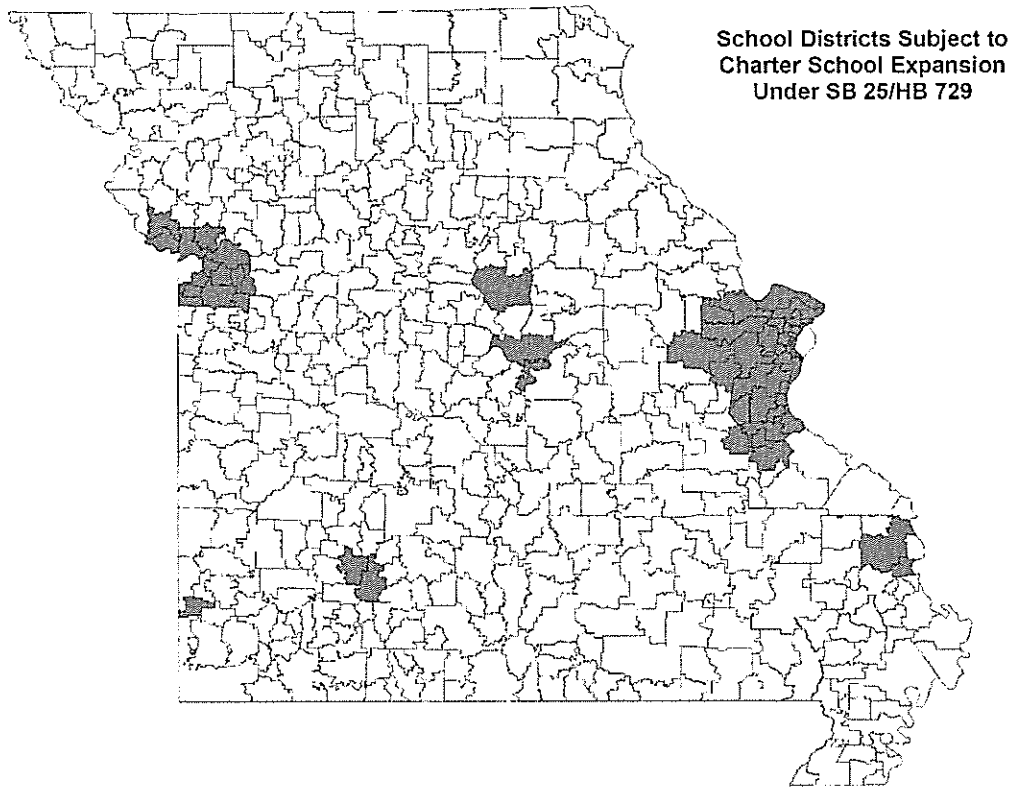 School Districts Subject to
Charter School Expansion
Under SB 25/HB 729